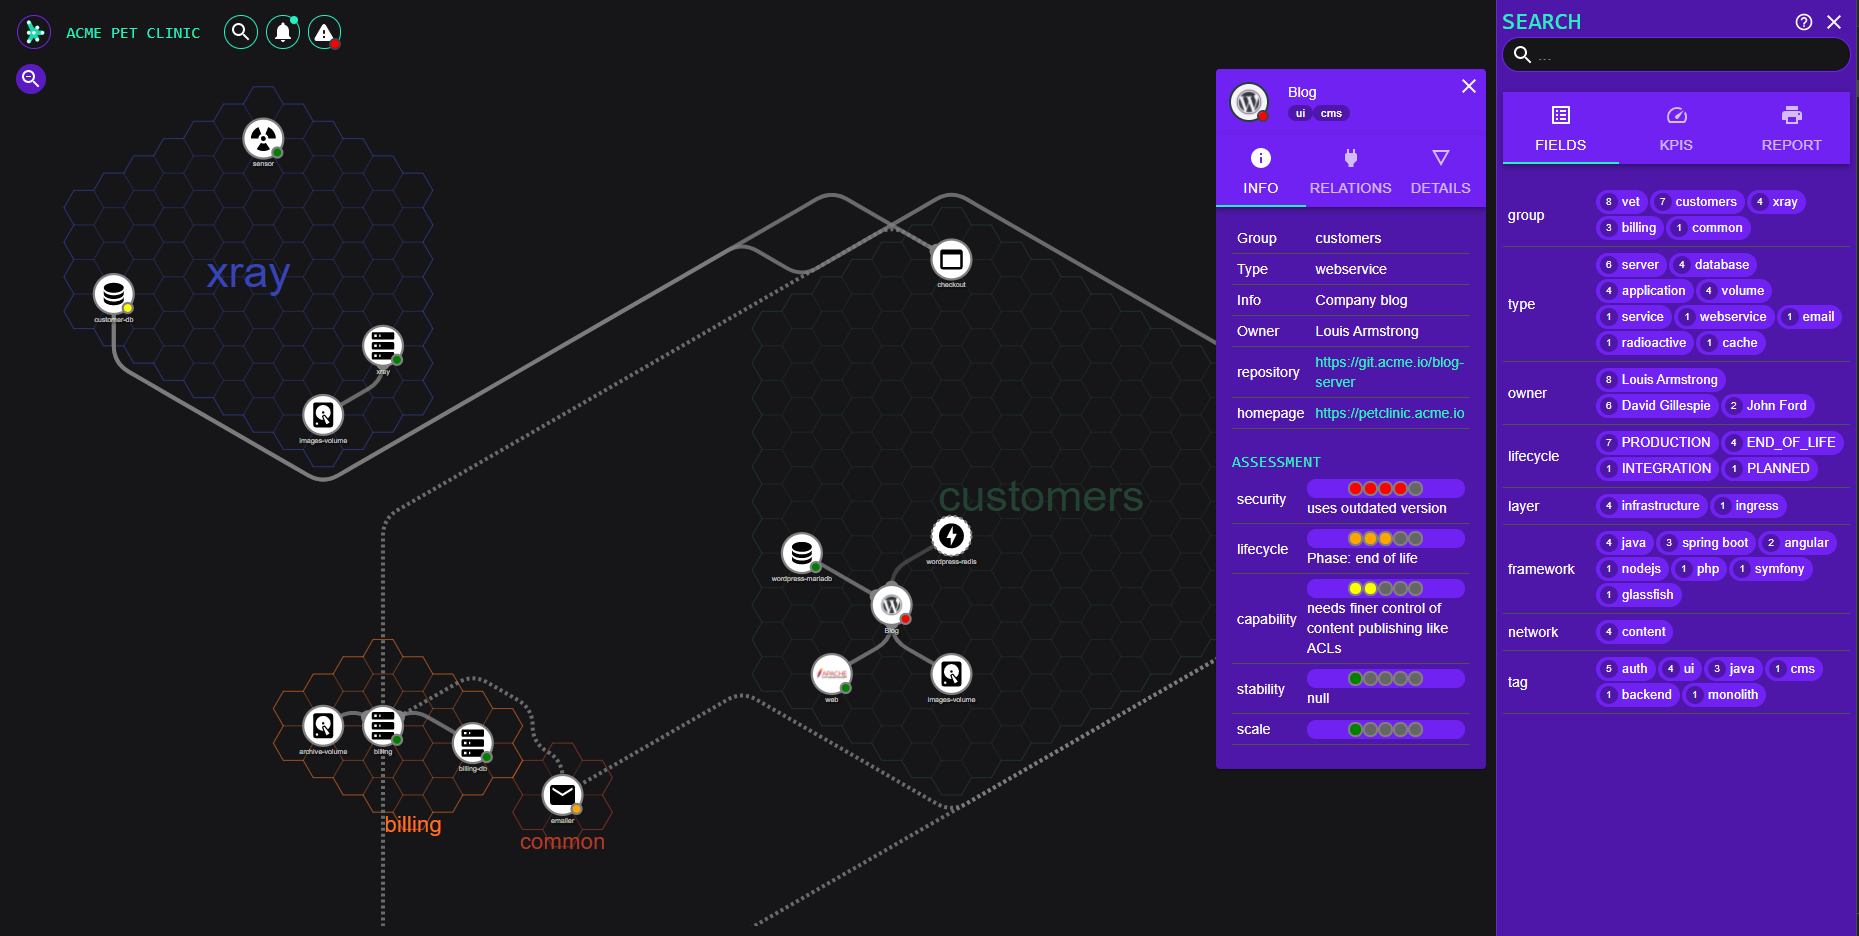 ACME PET CLINIC
sensor
xray
customer-db
xray
images-volume
checkout
customers
wordpress-mariadb
wordpress-redis
Blog
APACHE
web
images-volume
archive-volume
billing
billing-db
billing
emailer
common
Blog
ui cms
INFO RELATIONS DETAILS
Group customers
Type webservice
Info Company blog
Owner Louis Armstrong
repository https://git.acme.io/blog-
server
homepage https://petclinic.acme.io
ASSESSMENT
security
uses outdated version
lifecycle
Phase: end of life
capability
needs finer control of
content publishing like
ACLs
stability
null
scale
SEARCH
...
FIELDS KPIS REPORT
group 8 vet 7 customers 4 xray
3 billing 1 common
type 6 server 4 database
4 application 4 volume
1 service 1 webservice 1 email
1 radioactive 1 cache
owner 8 Louis Armstrong
6 David Gillespie 2 John Ford
lifecycle 7 PRODUCTION 4 END_OF_LIFE
1 INTEGRATION 1 PLANNED
layer 4 infrastructure 1 ingress
framework 4 java 3 spring boot 2 angular
1 nodejs 1 php 1 symfony
1 glassfish
network 4 content
tag 5 auth 4 ui 3 java 1 cms
1 backend 1 monolith